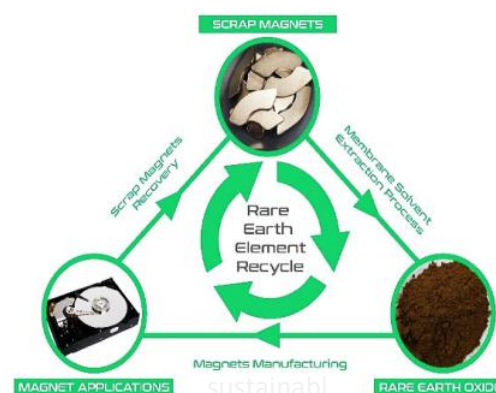 SCRAP MAGNETS
Scrap Magnets
Recovery
Membrane Solvent
Extraction Process
Rare
Earth
Element
Recycle
Magnets Manufacturing
MAGNET APPLICATIONS
RARE EARTH OXID
sustainabl